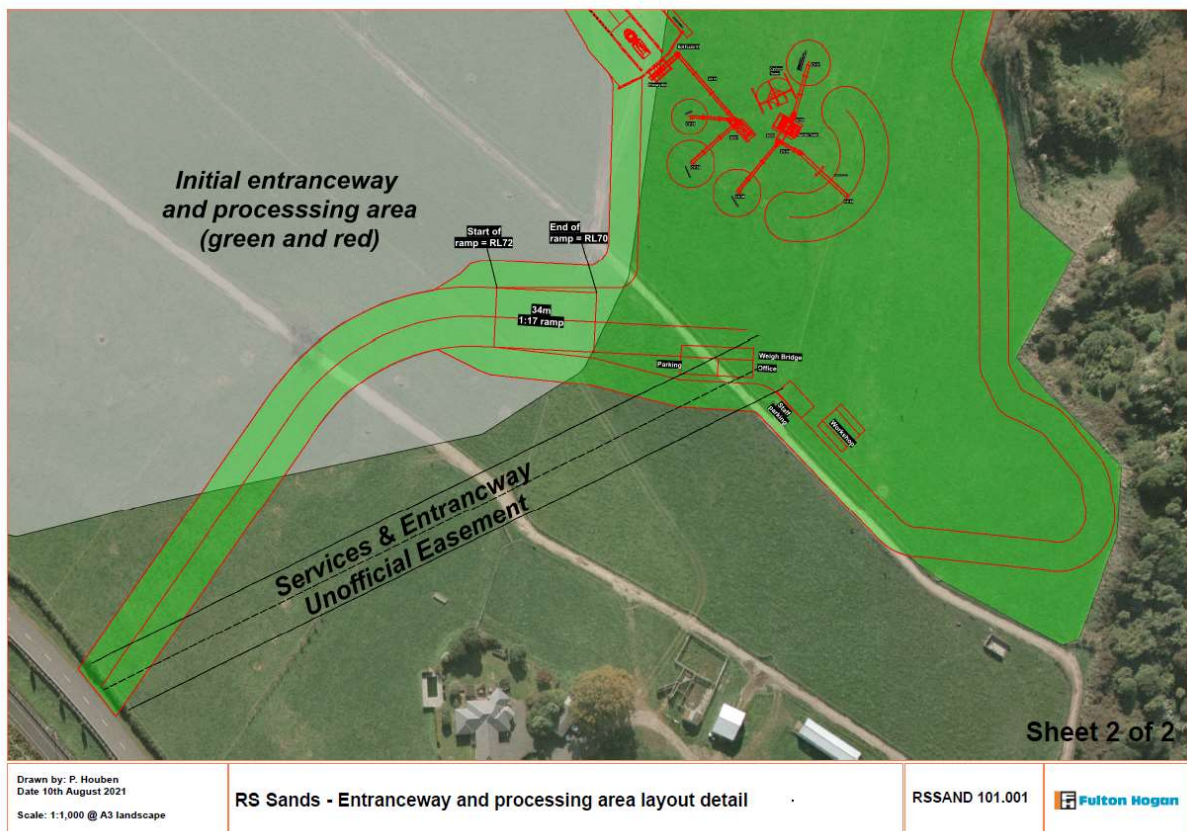 Initial entranceway
and processsing area
(green and red)
Start of
ramp = RL72
End of
ramp = RL70
34m
1:17 ramp
Parking
Weigh Bridge
Office
Staff
Parking
Workshop
Services & Entrancway
Unofficial Easement
Sheet 2 of 2
Drawn by: P. Houben
Date 10th August 2021
Scale: 1:1,000 @ A3 landscape
RS Sands - Entranceway and processing area layout detail
RSSAND 101.001
Fulton Hogan